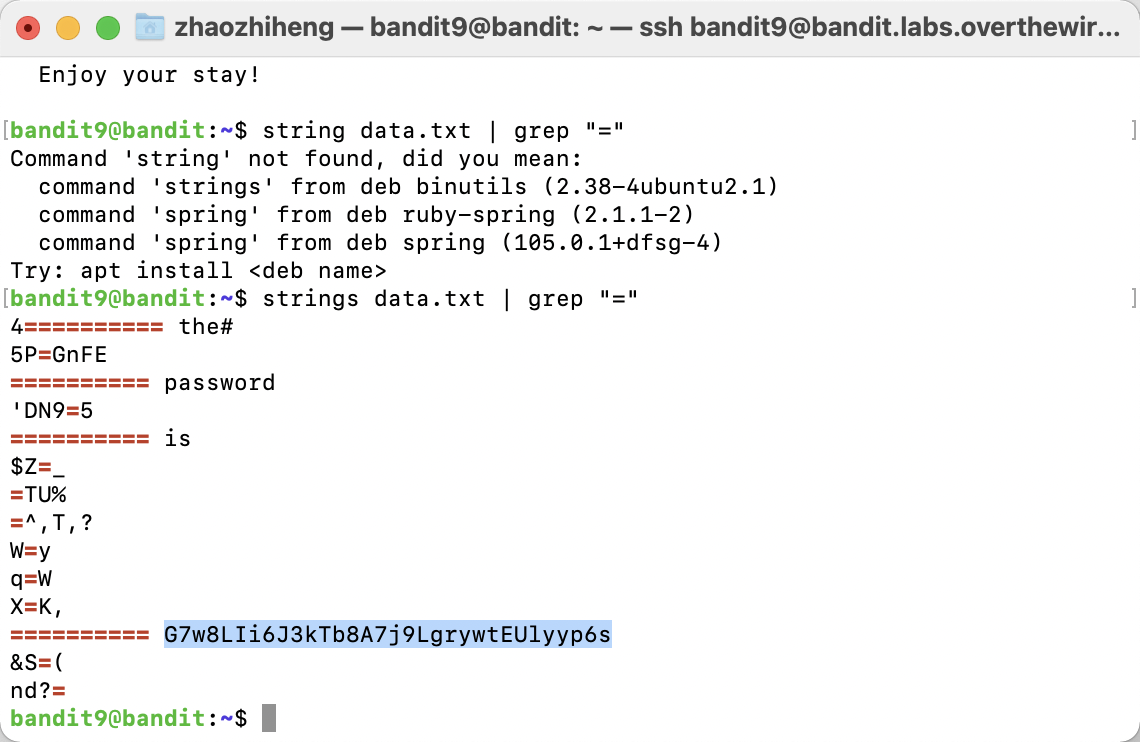 zhaozhiheng — bandit9@bandit: ~ — ssh bandit9@bandit.labs.overthewir...
  Enjoy your stay!
[bandit9@bandit:~$ string data.txt | grep "=" ]
Command 'string' not found, did you mean:
  command 'strings' from deb binutils (2.38-4ubuntu2.1)
  command 'spring' from deb ruby-spring (2.1.1-2)
  command 'spring' from deb spring (105.0.1+dfsg-4)
Try: apt install <deb name>
[bandit9@bandit:~$ strings data.txt | grep "=" ]
4========== the#
5P=GnFE
========== password
'DN9=5
========== is
$Z=_
=TU%
=^,T,?
W=y
q=W
X=K,
========== G7w8LIi6J3kTb8A7j9LgrywtEUlyyp6s
&S=(
nd?=
bandit9@bandit:~$